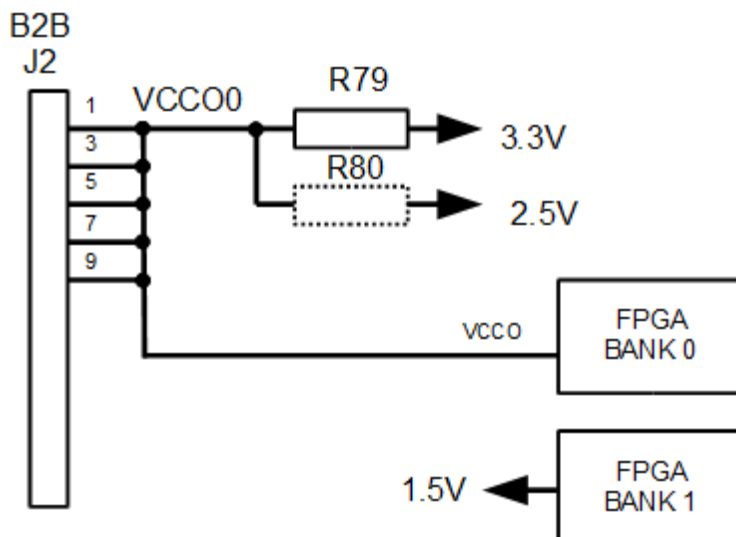 B2B
J2
1
3
5
7
9
VCCO0
R79
3.3V
R80
2.5V
VCCO
FPGA
BANK 0
1.5V
FPGA
BANK 1